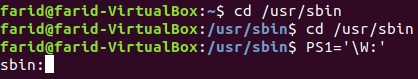 farid@farid-VirtualBox:~$ cd /usr/sbin
farid@farid-VirtualBox:/usr/sbin$ cd /usr/sbin
farid@farid-VirtualBox:/usr/sbin$ PS1='\W:'
sbin: